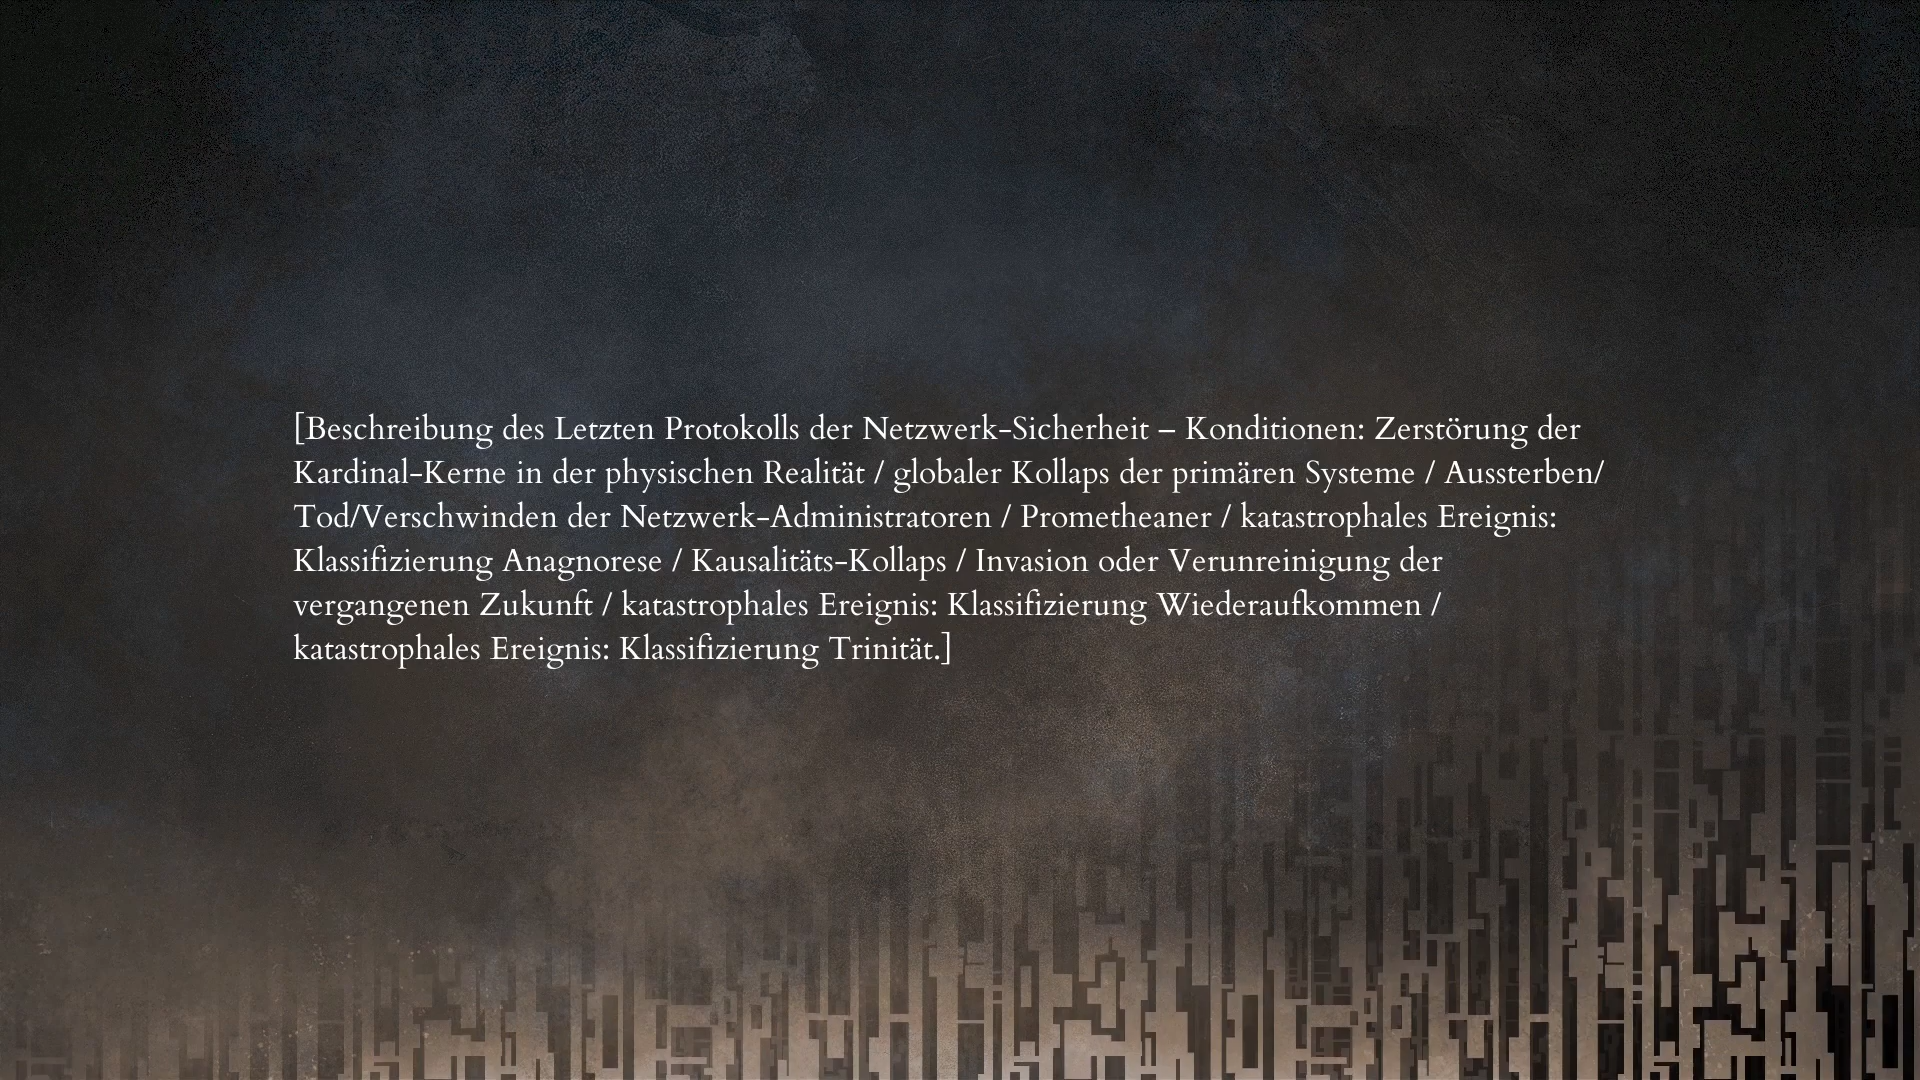 [Beschreibung des Letzten Protokolls der Netzwerk-Sicherheit – Konditionen: Zerstörung der
Kardinal-Kerne in der physischen Realität / globaler Kollaps der primären Systeme / Aussterben/
Tod/Verschwinden der Netzwerk-Administratoren / Prometheaner / katastrophales Ereignis:
Klassifizierung Anagnorese / Kausalitäts-Kollaps / Invasion oder Verunreinigung der
vergangenen Zukunft / katastrophales Ereignis: Klassifizierung Wiederaufkommen /
katastrophales Ereignis: Klassifizierung Trinität.]